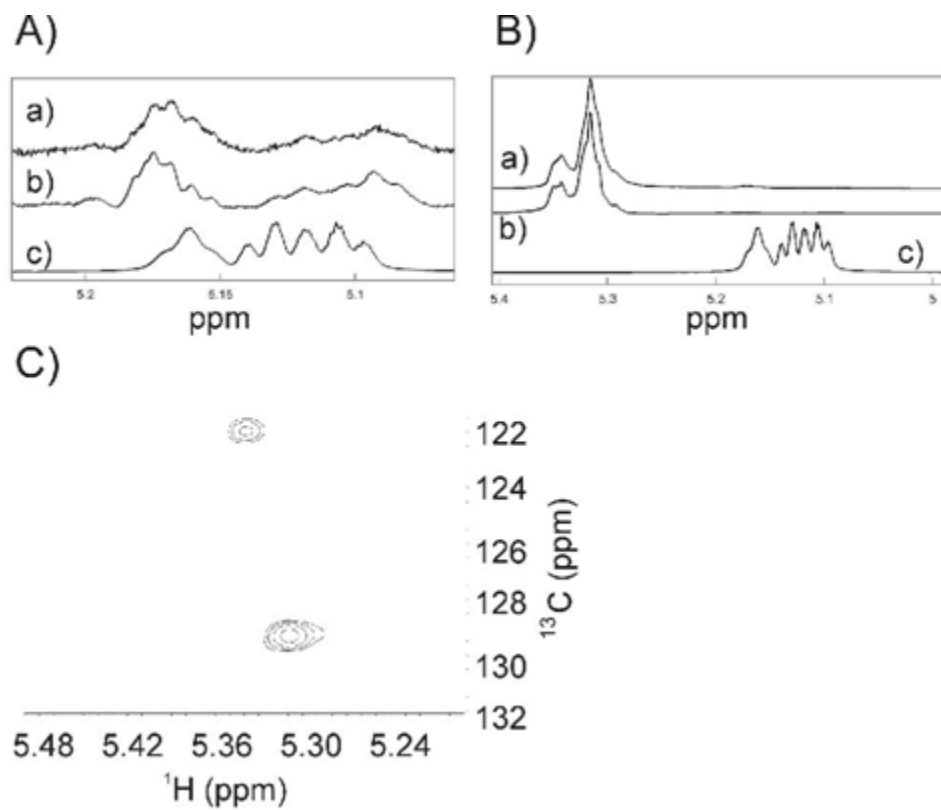 A)
a)
b)
c)
5.2 5.15 5.1
ppm
B)
a)
b)
c)
5.4 5.3 5.2 5.1 5
ppm
C)
122
124
126
128
130
132
¹³C (ppm)
5.48 5.42 5.36 5.30 5.24
¹H (ppm)